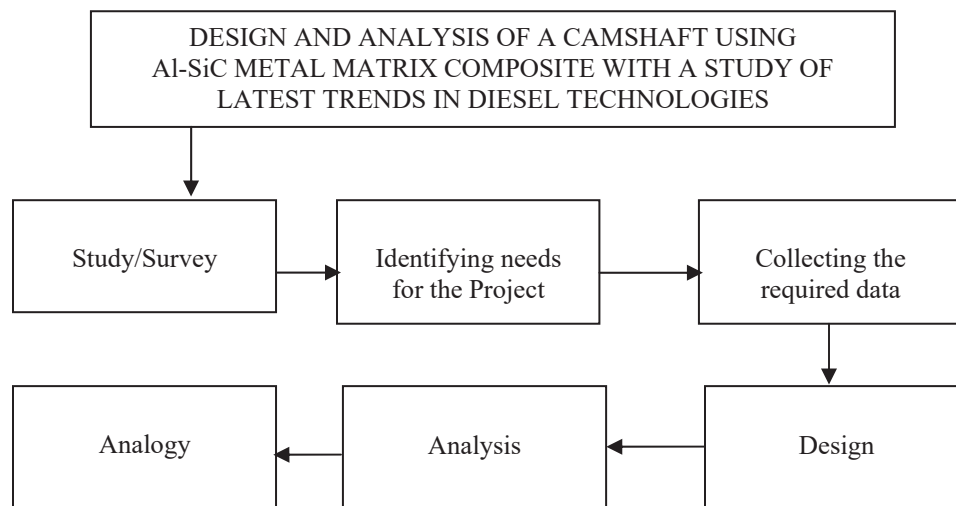 DESIGN AND ANALYSIS OF A CAMSHAFT USING
Al-SiC METAL MATRIX COMPOSITE WITH A STUDY OF
LATEST TRENDS IN DIESEL TECHNOLOGIES
Study/Survey
Identifying needs
for the Project
Collecting the
required data
Design
Analysis
Analogy